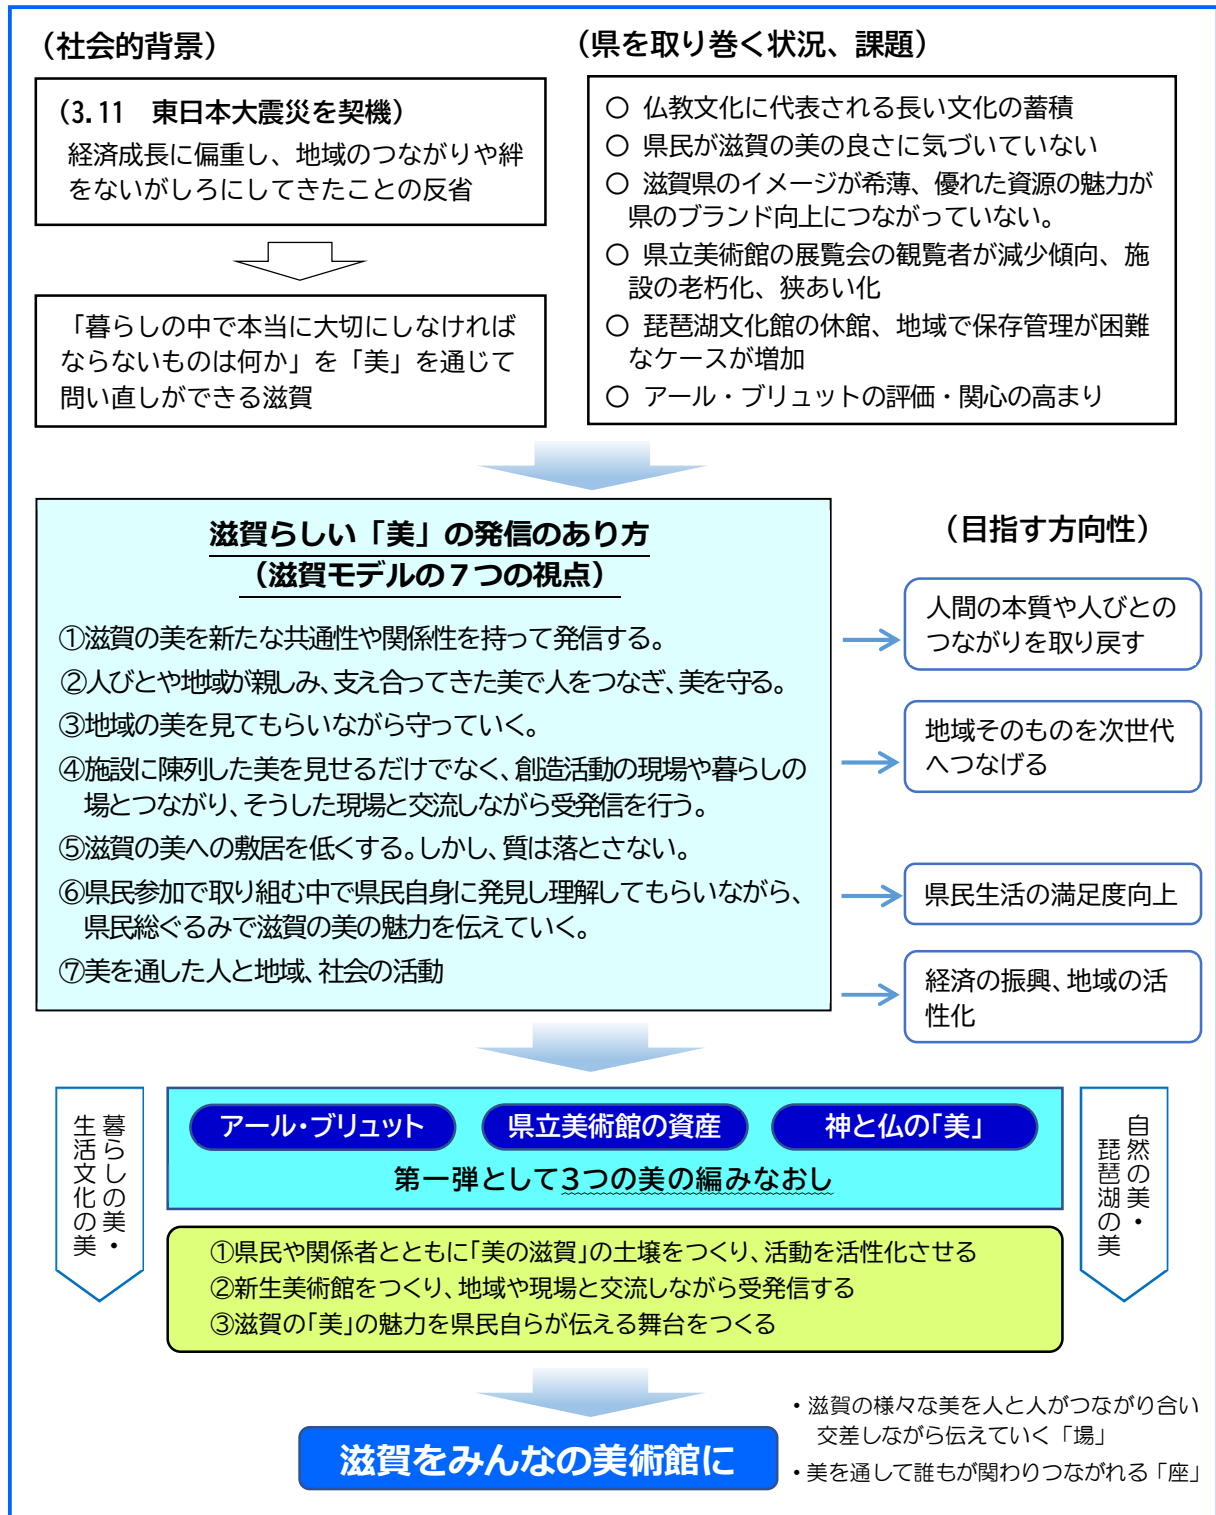 （社会的背景）
（3.11　東日本大震災を契機）
経済成長に偏重し、地域のつながりや絆
をないがしろにしてきたことの反省
「暮らしの中で本当に大切にしなければ
ならないものは何か」を「美」を通じて
問い直しができる滋賀
（県を取り巻く状況、課題）
〇 仏教文化に代表される長い文化の蓄積
〇 県民が滋賀の美の良さに気づいていない
〇 滋賀県のイメージが希薄、優れた資源の魅力が
県のブランド向上につながっていない。
〇 県立美術館の展覧会の観覧者が減少傾向、施
設の老朽化、狭あい化
〇 琵琶湖文化館の休館、地域で保存管理が困難
なケースが増加
〇 アール・ブリュットの評価・関心の高まり
滋賀らしい「美」の発信のあり方
（滋賀モデルの７つの視点）
①滋賀の美を新たな共通性や関係性を持って発信する。
②人びとや地域が親しみ、支え合ってきた美で人をつなぎ、美を守る。
③地域の美を見てもらいながら守っていく。
④施設に陳列した美を見せるだけでなく、創造活動の現場や暮らしの
場とつながり、そうした現場と交流しながら受発信を行う。
⑤滋賀の美への敷居を低くする。しかし、質は落とさない。
⑥県民参加で取り組む中で県民自身に発見し理解してもらいながら、
県民総ぐるみで滋賀の美の魅力を伝えていく。
⑦美を通した人と地域、社会の活動
（目指す方向性）
人間の本質や人びとの
つながりを取り戻す
地域そのものを次世代
へつなげる
県民生活の満足度向上
経済の振興、地域の活
性化
暮らしの美・
生活文化の美
アール・ブリュット
県立美術館の資産
神と仏の「美」
第一弾として３つの美の編みなおし
①県民や関係者とともに「美の滋賀」の土壌をつくり、活動を活性化させる
②新生美術館をつくり、地域や現場と交流しながら受発信する
③滋賀の「美」の魅力を県民自らが伝える舞台をつくる
自然の美・
琵琶湖の美
滋賀をみんなの美術館に
・滋賀の様々な美を人と人がつながり合い
交差しながら伝えていく「場」
・美を通して誰もが関わりつながれる「座」